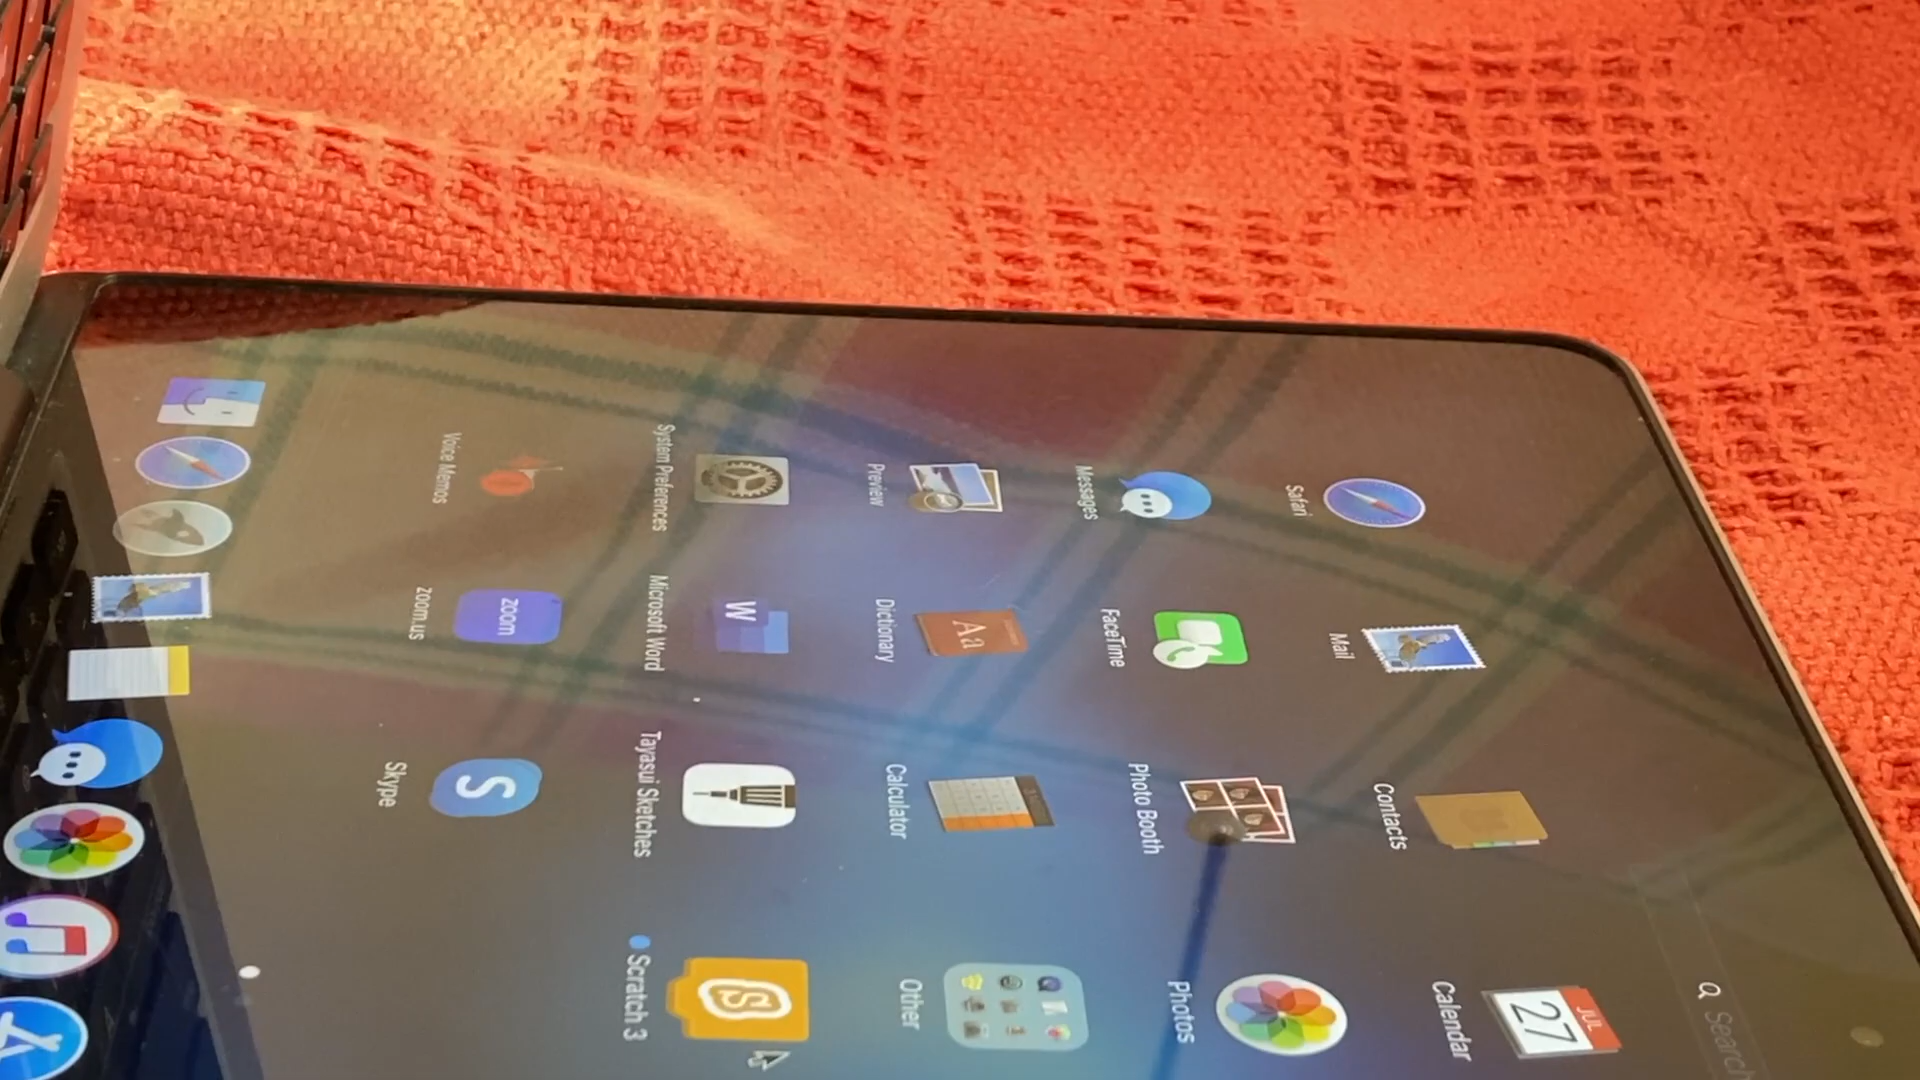 Search
Safari
Mail
Contacts
JUL
27
Calendar
Messages
FaceTime
Photo Booth
Photos
Preview
Aa
Dictionary
Calculator
Other
System Preferences
W
Microsoft Word
Tayasui Sketches
S
Scratch 3
Voice Memos
zoom
zoom.us
S
Skype